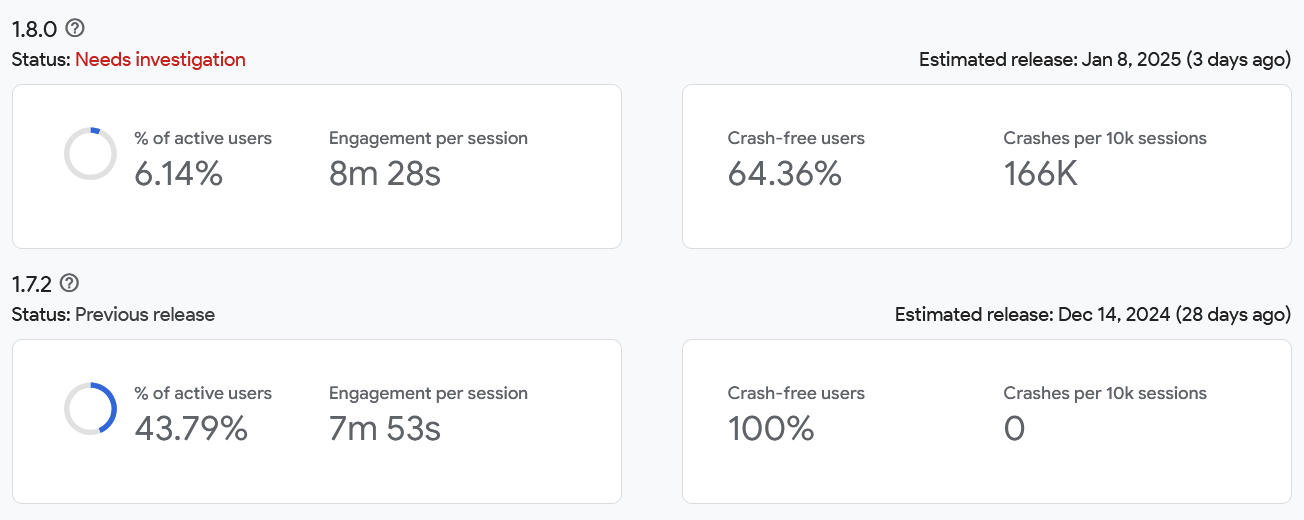 1.8.0
Status: Needs investigation
Estimated release: Jan 8, 2025 (3 days ago)
% of active users
6.14%
Engagement per session
8m 28s
Crash-free users
64.36%
Crashes per 10k sessions
166K
1.7.2
Status: Previous release
Estimated release: Dec 14, 2024 (28 days ago)
% of active users
43.79%
Engagement per session
7m 53s
Crash-free users
100%
Crashes per 10k sessions
0